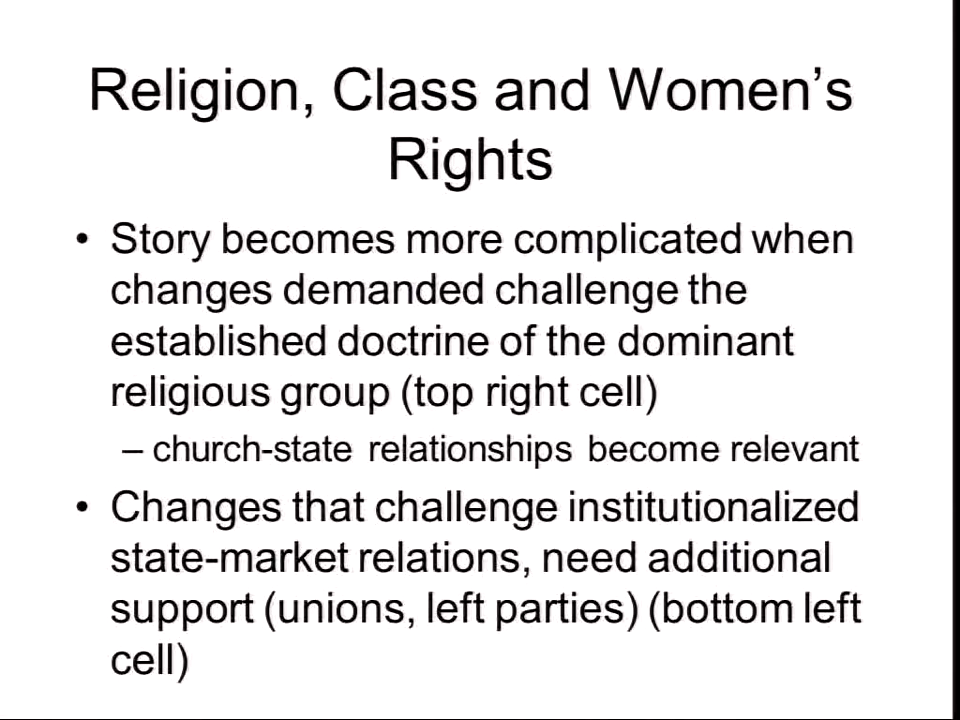 Religion, Class and Women’s
Rights
• Story becomes more complicated when
changes demanded challenge the
established doctrine of the dominant
religious group (top right cell)
– church-state relationships become relevant
• Changes that challenge institutionalized
state-market relations, need additional
support (unions, left parties) (bottom left
cell)